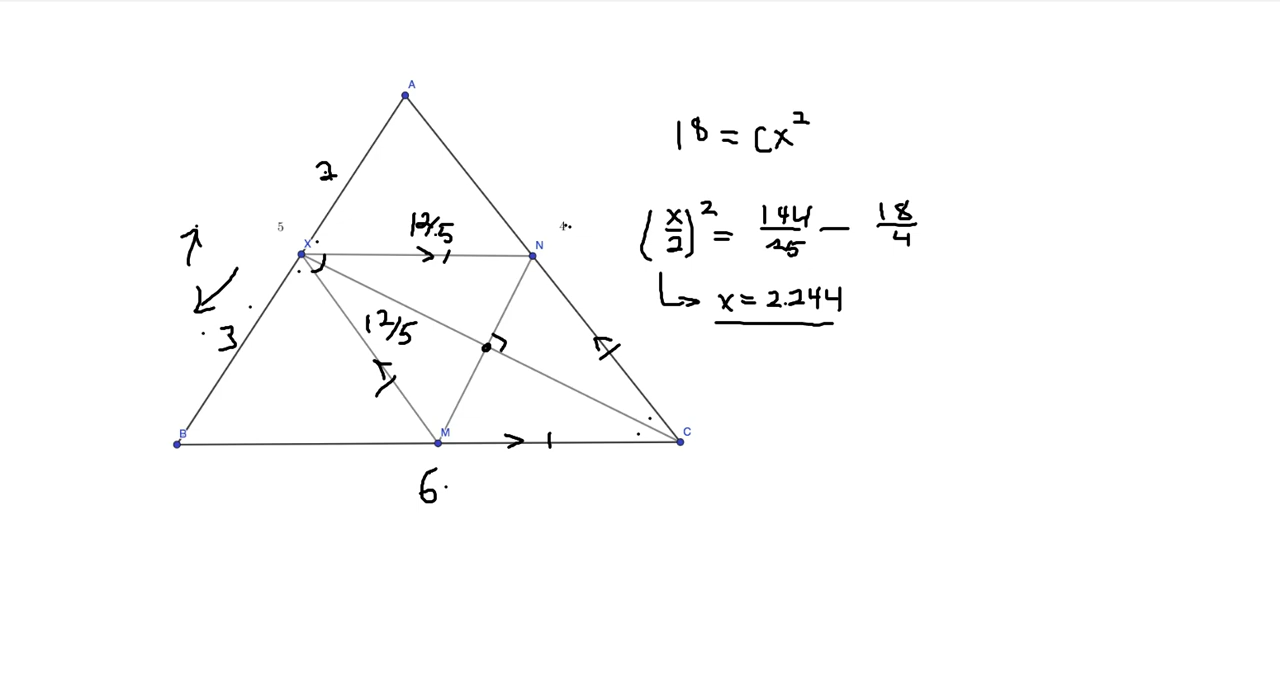 A
2
5
12/5
4
X
N
3
12/5
B
M
C
6
18 = CX²
(x/2)² = 144/25 − 18/4
↳ x = 2.244